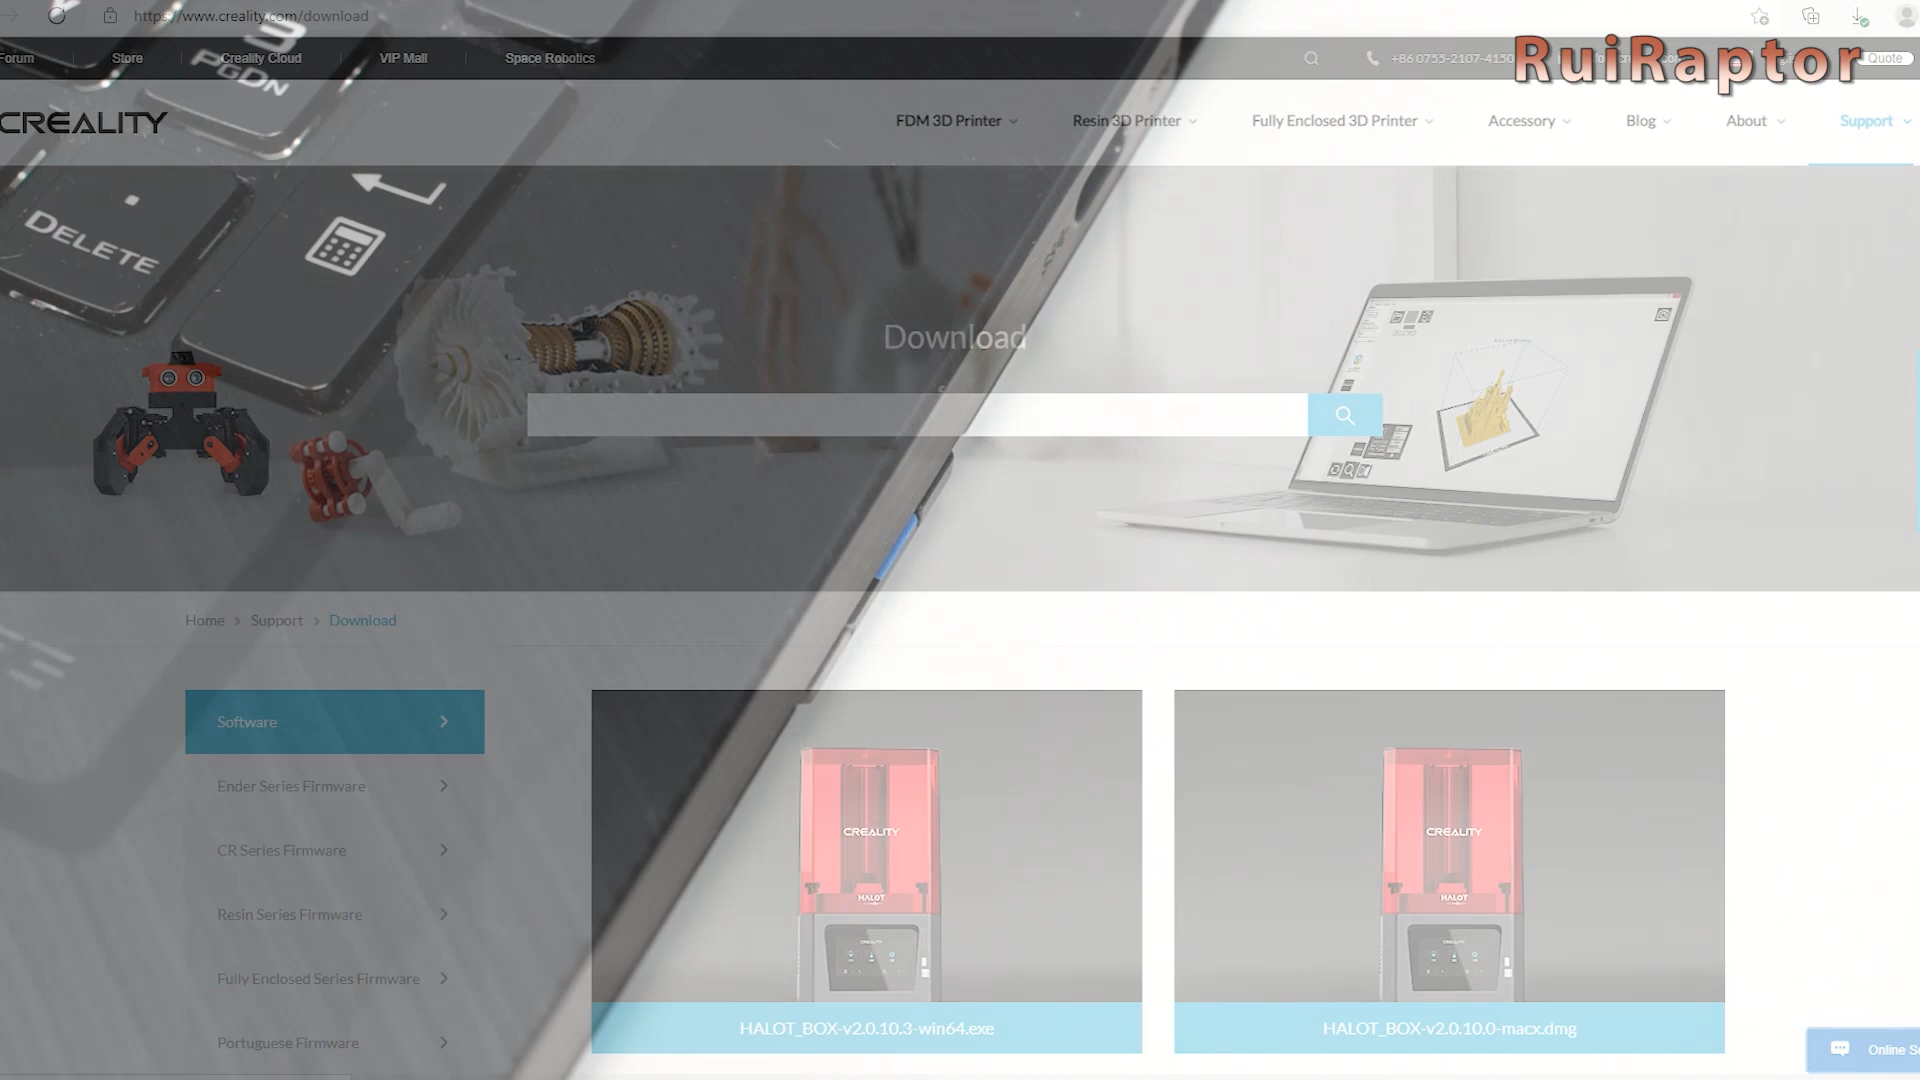 https://www.creality.com/download
Forum
Store
Creality Cloud
VIP Mall
Space Robotics
+86 0755-2107-4150
Quote
RuiRaptor
3
PGDN
CREALITY
FDM 3D Printer
Resin 3D Printer
Fully Enclosed 3D Printer
Accessory
Blog
About
Support
DELETE
Download
Home > Support > Download
Software
Ender Series Firmware
CR Series Firmware
Resin Series Firmware
Fully Enclosed Series Firmware
Portuguese Firmware
CREALITY
HALOT
CREALITY
HALOT
HALOT_BOX-v2.0.10.3-win64.exe
HALOT_BOX-v2.0.10.0-macx.dmg
Online